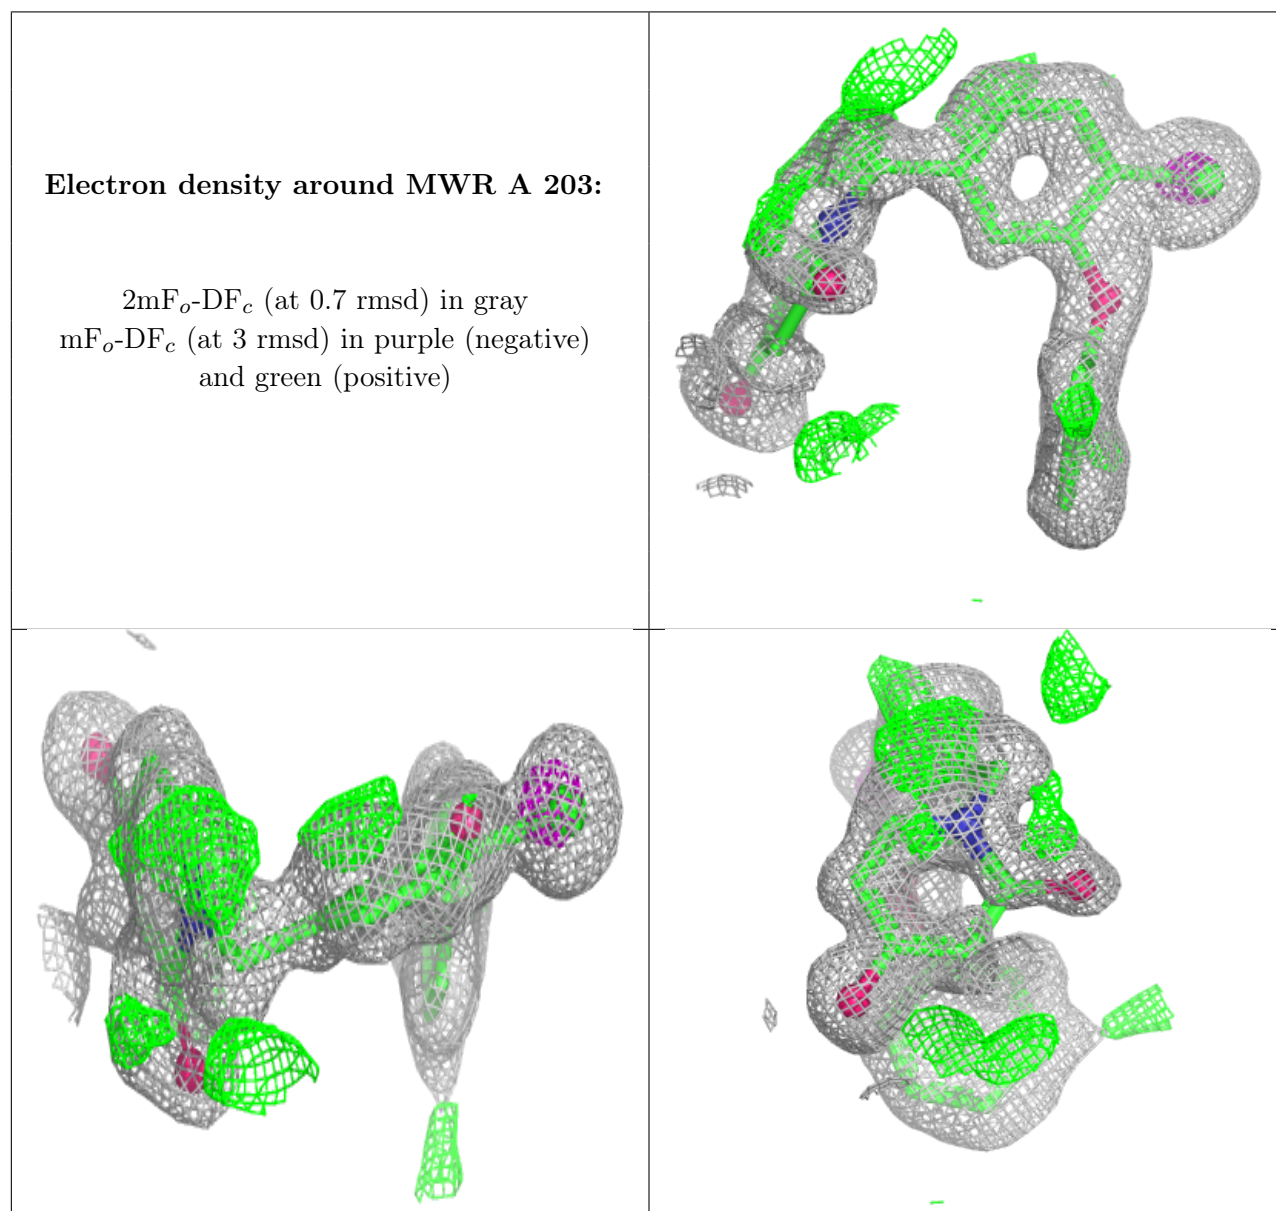 Electron density around MWR A 203:
2mFo-DFc (at 0.7 rmsd) in gray
mFo-DFc (at 3 rmsd) in purple (negative)
and green (positive)